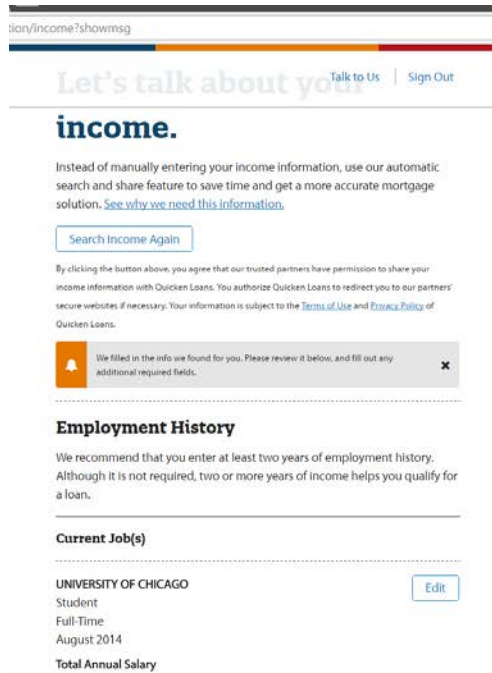 tion/income?showmsg
Let's talk about your
Talk to Us
Sign Out
income.
Instead of manually entering your income information, use our automatic
search and share feature to save time and get a more accurate mortgage
solution. See why we need this information.
Search Income Again
By clicking the button above, you agree that our trusted partners have permission to share your
income information with Quicken Loans. You authorize Quicken Loans to redirect you to our partners'
secure websites if necessary. Your information is subject to the Terms of Use and Privacy Policy of
Quicken Loans.
We filled in the info we found for you. Please review it below, and fill out any
additional required fields.
Employment History
We recommend that you enter at least two years of employment history.
Although it is not required, two or more years of income helps you qualify for
a loan.
Current Job(s)
UNIVERSITY OF CHICAGO
Edit
Student
Full-Time
August 2014
Total Annual Salary